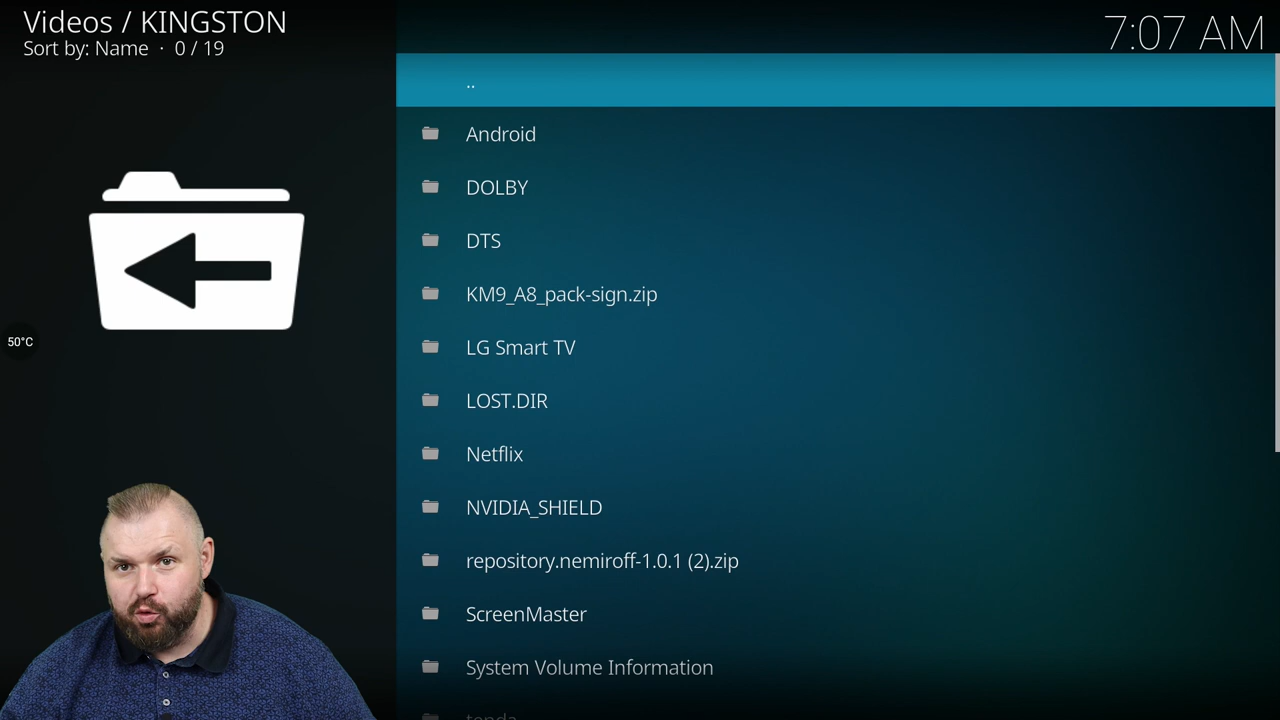 Videos / KINGSTON
Sort by: Name · 0 / 19
7:07 AM
..
Android
DOLBY
DTS
KM9_A8_pack-sign.zip
LG Smart TV
50°C
LOST.DIR
Netflix
NVIDIA_SHIELD
repository.nemiroff-1.0.1 (2).zip
ScreenMaster
System Volume Information
tenda